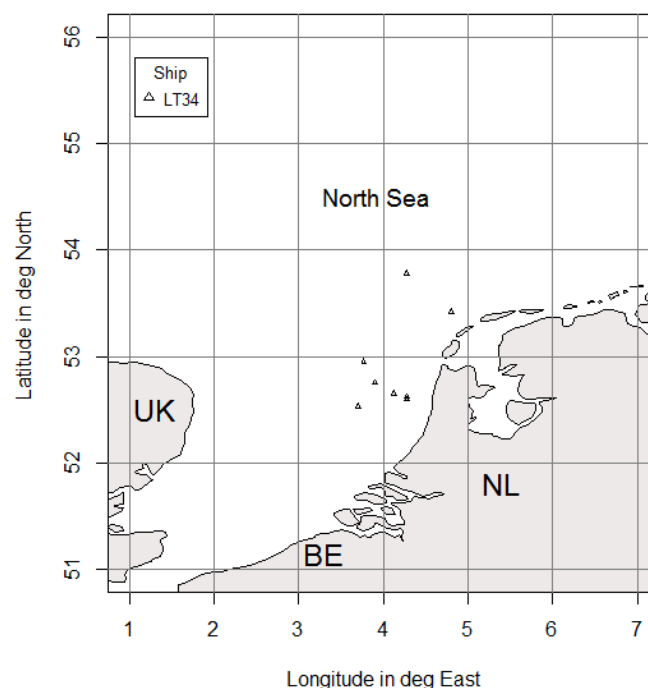 56
55
54
53
52
51
Latitude in deg North
Ship
LT34
North Sea
UK
NL
BE
1 2 3 4 5 6 7
Longitude in deg East